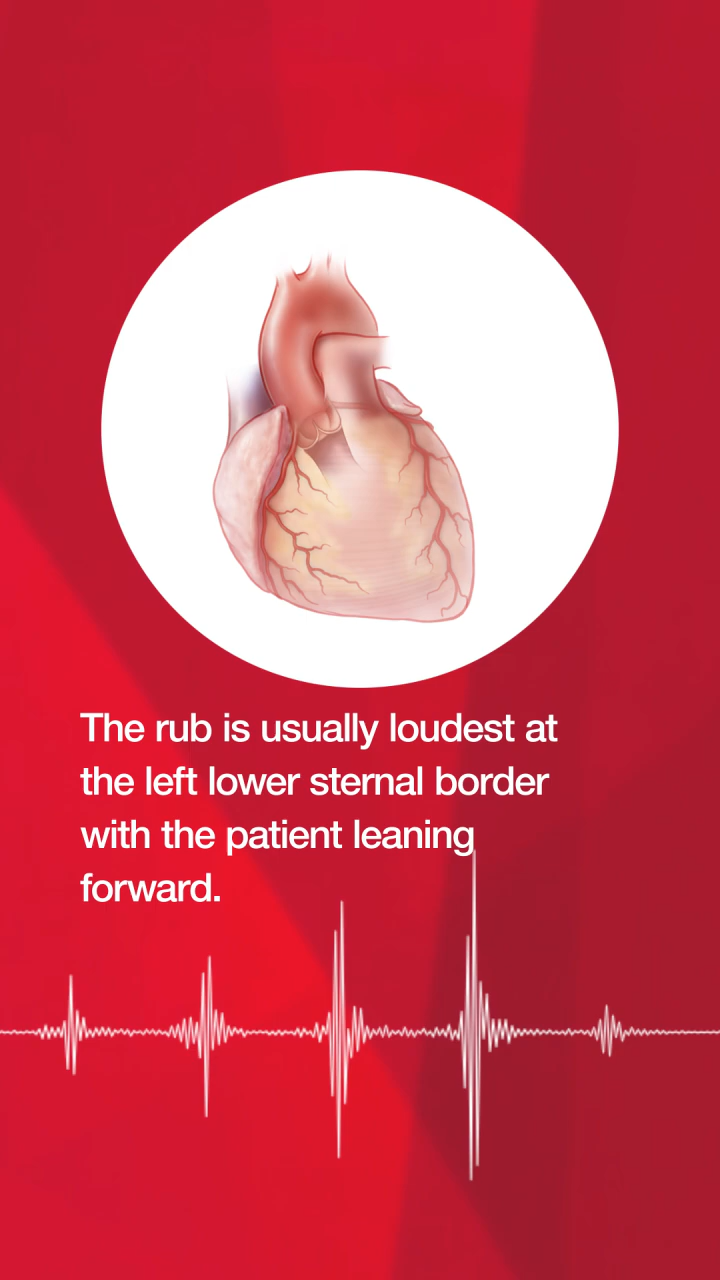 The rub is usually loudest at
the left lower sternal border
with the patient leaning
forward.